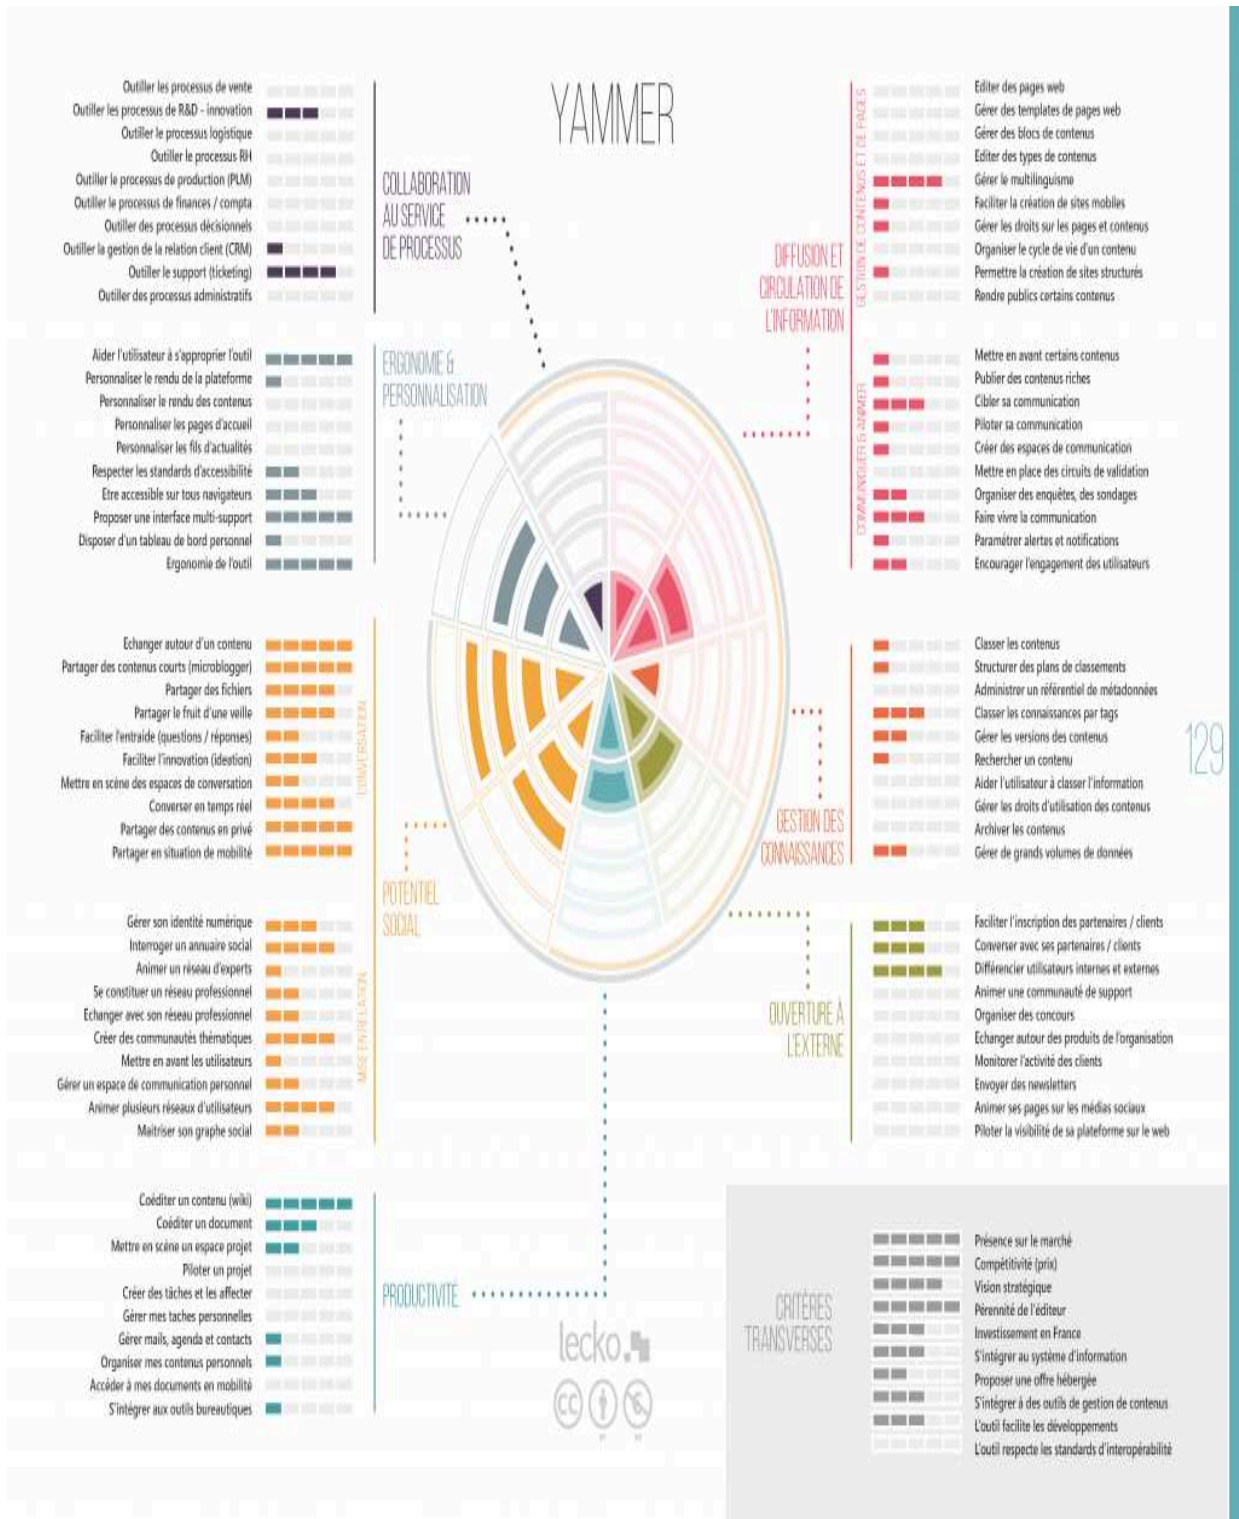 YAMMER
Outiller les processus de vente
Outiller les processus de R&D - innovation
Outiller le processus logistique
Outiller le processus RH
Outiller le processus de production (PLM)
Outiller le processus de finances / compta
Outiller des processus décisionnels
Outiller la gestion de la relation client (CRM)
Outiller le support (ticketing)
Outiller des processus administratifs
COLLABORATION
AU SERVICE
DE PROCESSUS
Aider l'utilisateur à s'approprier l'outil
Personnaliser le rendu de la plateforme
Personnaliser le rendu des contenus
Personnaliser les pages d'accueil
Personnaliser les fils d'actualités
Respecter les standards d'accessibilité
Etre accessible sur tous navigateurs
Proposer une interface multi-support
Disposer d'un tableau de bord personnel
Ergonomie de l'outil
ERGONOMIE &
PERSONNALISATION
Echanger autour d'un contenu
Partager des contenus courts (microblogger)
Partager des fichiers
Partager le fruit d'une veille
Faciliter l'entraide (questions / réponses)
Faciliter l'innovation (ideation)
Mettre en scène des espaces de conversation
Converser en temps réel
Partager des contenus en privé
Partager en situation de mobilité
CONVERSATION
POTENTIEL
SOCIAL
Gérer son identité numérique
Interroger un annuaire social
Animer un réseau d'experts
Se constituer un réseau professionnel
Echanger avec son réseau professionnel
Créer des communautés thématiques
Mettre en avant les utilisateurs
Gérer un espace de communication personnel
Animer plusieurs réseaux d'utilisateurs
Maitriser son graphe social
MISE EN RELATION
Coéditer un contenu (wiki)
Coéditer un document
Mettre en scène un espace projet
Piloter un projet
Créer des tâches et les affecter
Gérer mes taches personnelles
Gérer mails, agenda et contacts
Organiser mes contenus personnels
Accéder à mes documents en mobilité
S'intégrer aux outils bureautiques
PRODUCTIVITÉ
lecko
CC
GESTION DE CONTENUS ET DE PAGES
Editer des pages web
Gérer des templates de pages web
Gérer des blocs de contenus
Editer des types de contenus
Gérer le multilinguisme
Faciliter la création de sites mobiles
Gérer les droits sur les pages et contenus
Organiser le cycle de vie d'un contenu
Permettre la création de sites structurés
Rendre publics certains contenus
DIFFUSION ET
CIRCULATION DE
L'INFORMATION
COMMUNIQUER & ANIMER
Mettre en avant certains contenus
Publier des contenus riches
Cibler sa communication
Piloter sa communication
Créer des espaces de communication
Mettre en place des circuits de validation
Organiser des enquêtes, des sondages
Faire vivre la communication
Paramétrer alertes et notifications
Encourager l'engagement des utilisateurs
Classer les contenus
Structurer des plans de classements
Administrer un référentiel de métadonnées
Classer les connaissances par tags
Gérer les versions des contenus
Rechercher un contenu
Aider l'utilisateur à classer l'information
Gérer les droits d'utilisation des contenus
Archiver les contenus
Gérer de grands volumes de données
GESTION DES
CONNAISSANCES
129
Faciliter l'inscription des partenaires / clients
Converser avec ses partenaires / clients
Différencier utilisateurs internes et externes
Animer une communauté de support
Organiser des concours
Echanger autour des produits de l'organisation
Monitorer l'activité des clients
Envoyer des newsletters
Animer ses pages sur les médias sociaux
Piloter la visibilité de sa plateforme sur le web
OUVERTURE À
L'EXTERNE
CRITÈRES
TRANSVERSES
Présence sur le marché
Compétitivité (prix)
Vision stratégique
Pérennité de l'éditeur
Investissement en France
S'intégrer au système d'information
Proposer une offre hébergée
S'intégrer à des outils de gestion de contenus
L'outil facilite les développements
L'outil respecte les standards d'interopérabilité